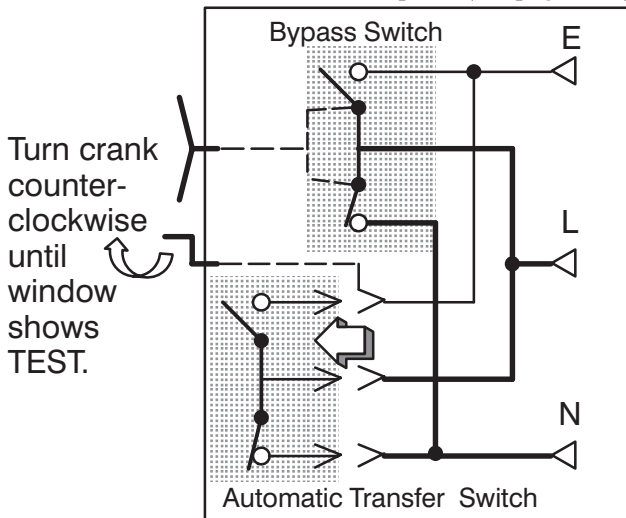 Bypass Switch
E
Turn crank
counter-
clockwise
until
window
shows
TEST.
L
N
Automatic Transfer Switch